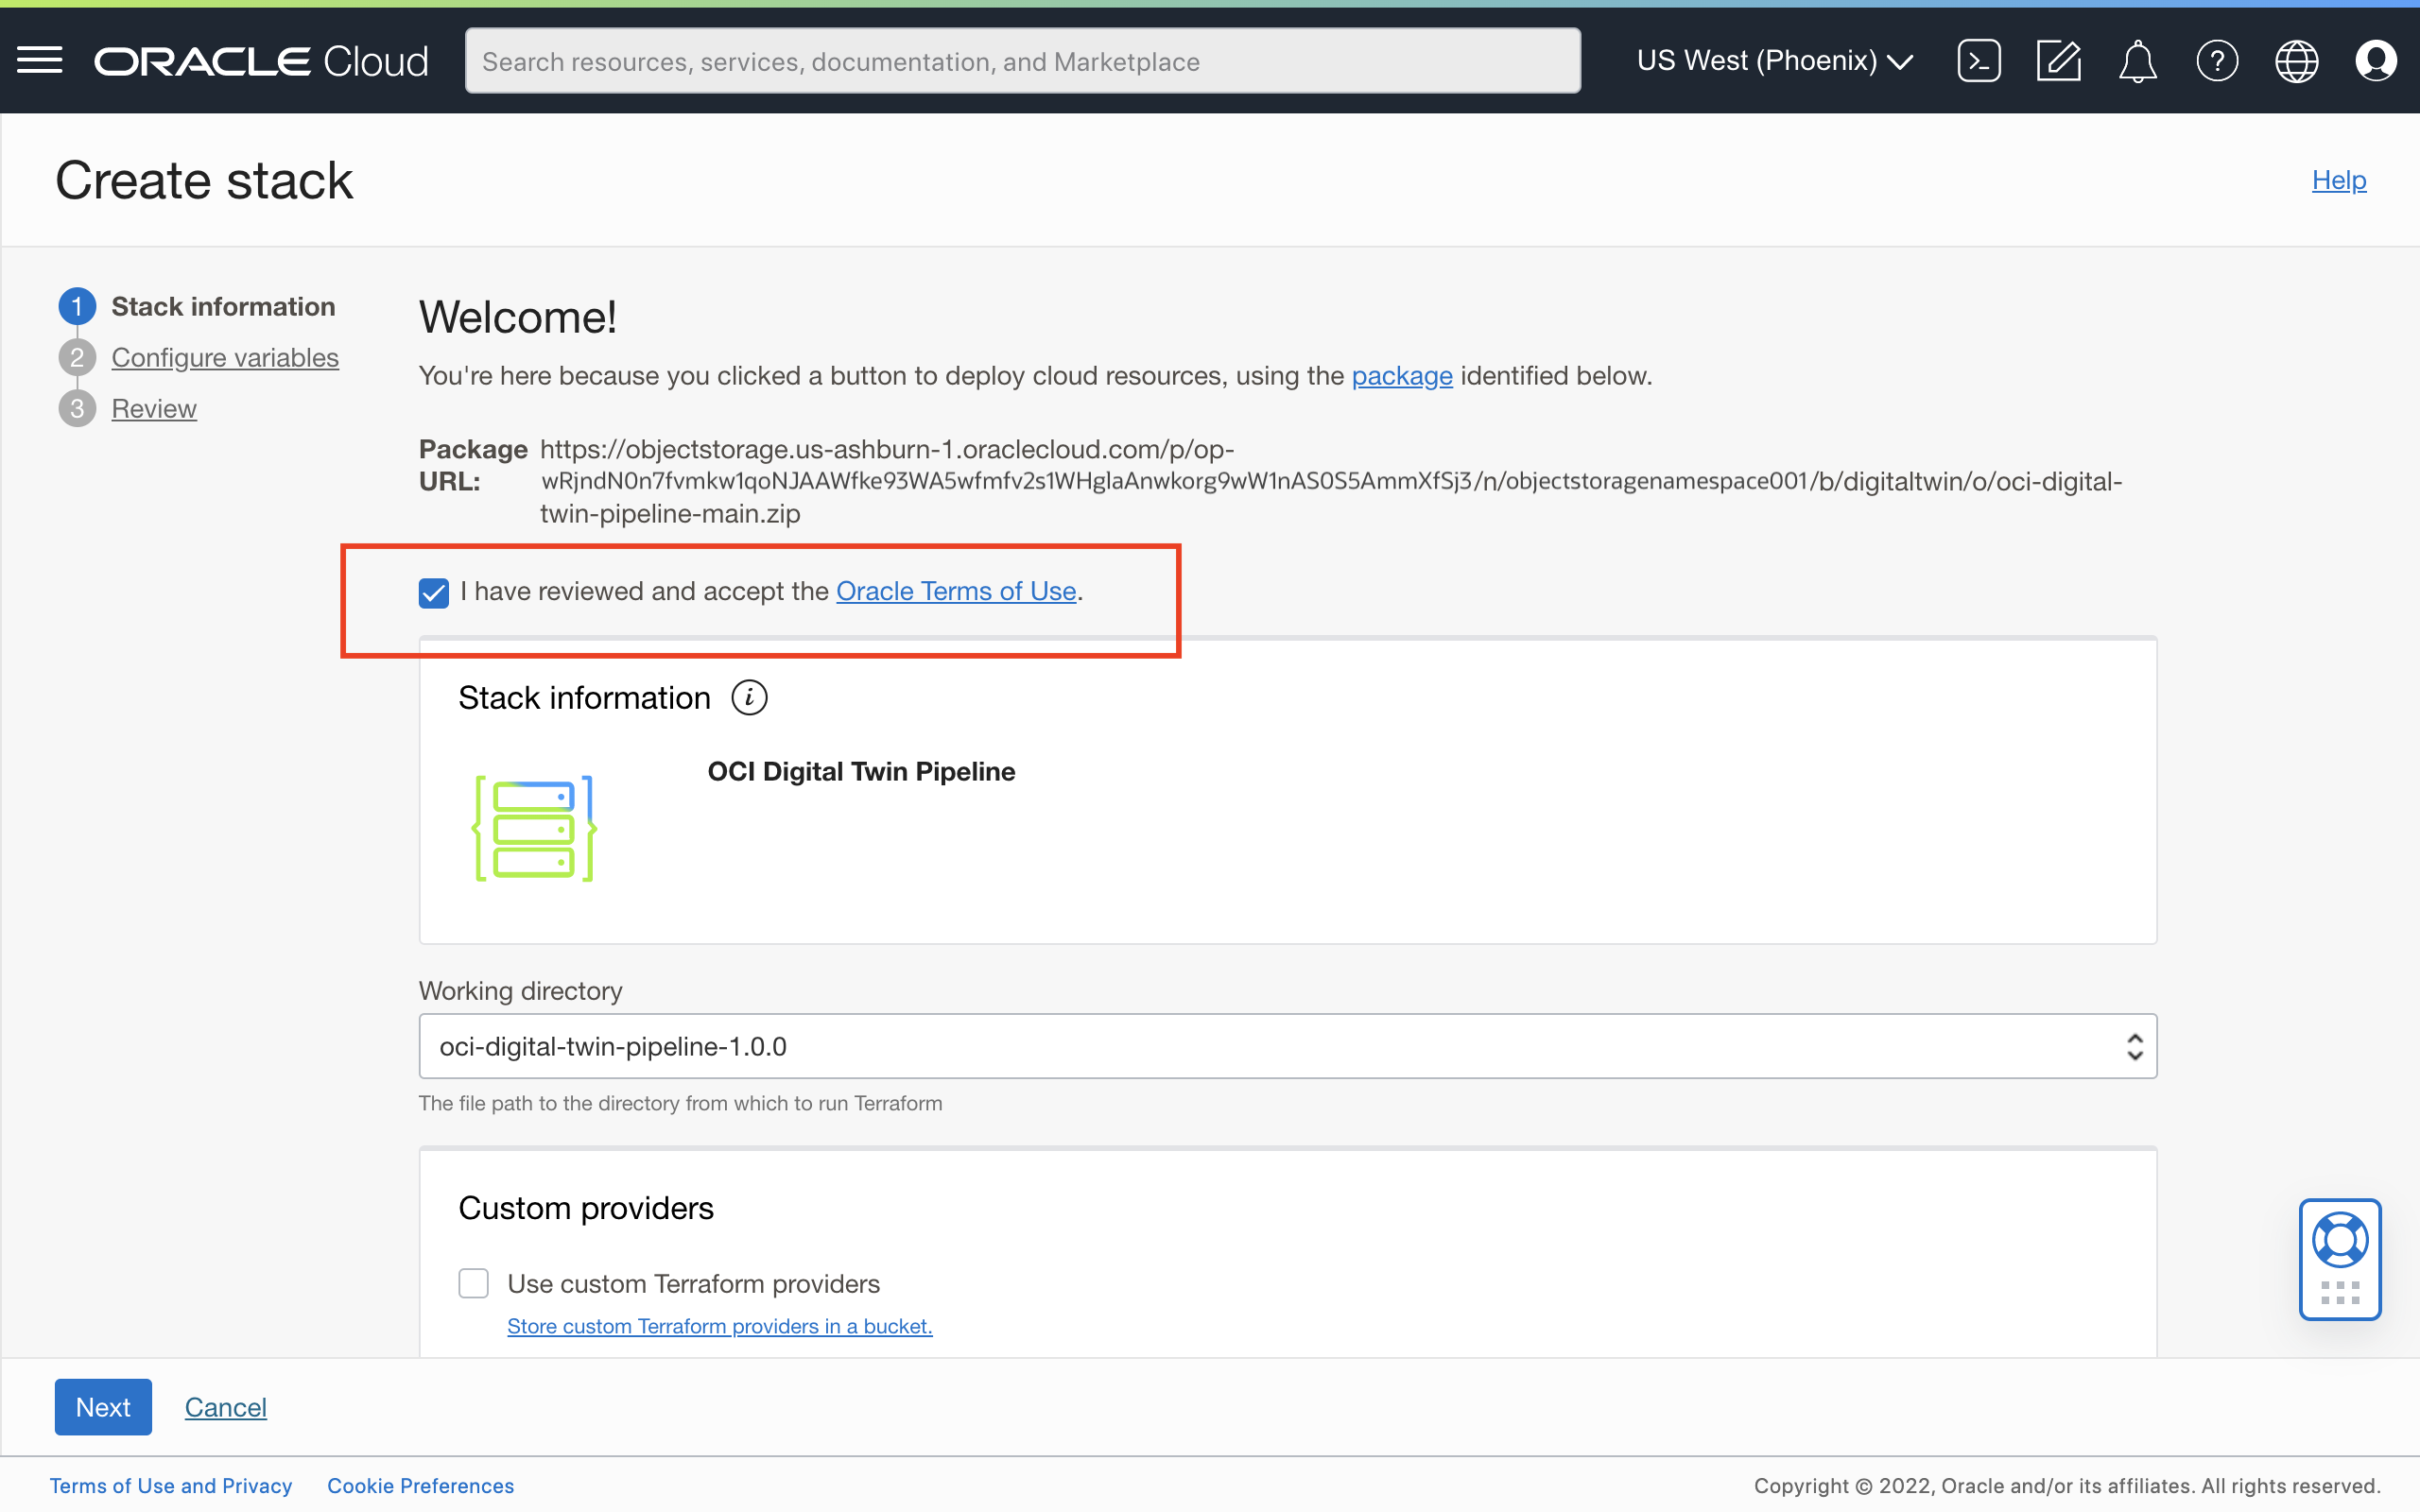 ORACLE Cloud
Search resources, services, documentation, and Marketplace
US West (Phoenix)
Create stack
Help
1 Stack information
2 Configure variables
3 Review
Welcome!
You're here because you clicked a button to deploy cloud resources, using the package identified below.
Package URL: https://objectstorage.us-ashburn-1.oraclecloud.com/p/op-
wRjndN0n7fvmkw1qoNJAAWfke93WA5wfmfv2s1WHglaAnwkorg9wW1nAS0S5AmmXfSj3/n/objectstoragenamespace001/b/digitaltwin/o/oci-digital-
twin-pipeline-main.zip
I have reviewed and accept the Oracle Terms of Use.
Stack information
OCI Digital Twin Pipeline
Working directory
oci-digital-twin-pipeline-1.0.0
The file path to the directory from which to run Terraform
Custom providers
Use custom Terraform providers
Store custom Terraform providers in a bucket.
Next
Cancel
Terms of Use and Privacy
Cookie Preferences
Copyright © 2022, Oracle and/or its affiliates. All rights reserved.